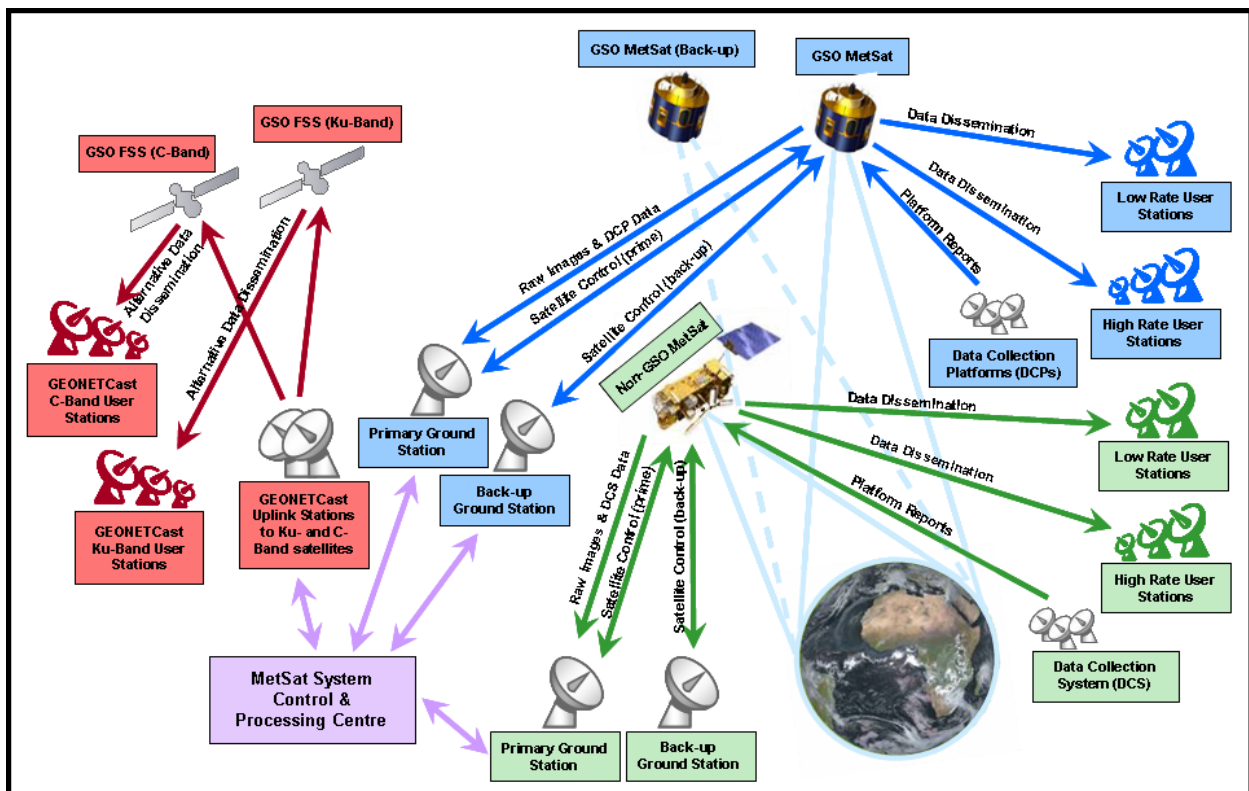 GSO MetSat (Back-up)
GSO MetSat
GSO FSS (Ku-Band)
GSO FSS (C-Band)
Data Dissemination
Data Dissemination
Platform Reports
Low Rate User
Stations
High Rate User
Stations
Data Collection
Platforms (DCPs)
Raw Images & DCP Data
Satellite Control (prime)
Satellite Control (back-up)
Alternative Data
Dissemination
Alternative Data Dissemination
GEONETCast
C-Band User
Stations
GEONETCast
Ku-Band User
Stations
GEONETCast
Uplink Stations
to Ku- and C-
Band satellites
Primary Ground
Station
Back-up
Ground Station
Non-GSO MetSat
Data Dissemination
Data Dissemination
Platform Reports
Low Rate User
Stations
High Rate User
Stations
Data Collection
System (DCS)
Raw Images & DCS Data
Satellite Control (prime)
Satellite Control (back-up)
MetSat System
Control &
Processing Centre
Primary Ground
Station
Back-up
Ground Station